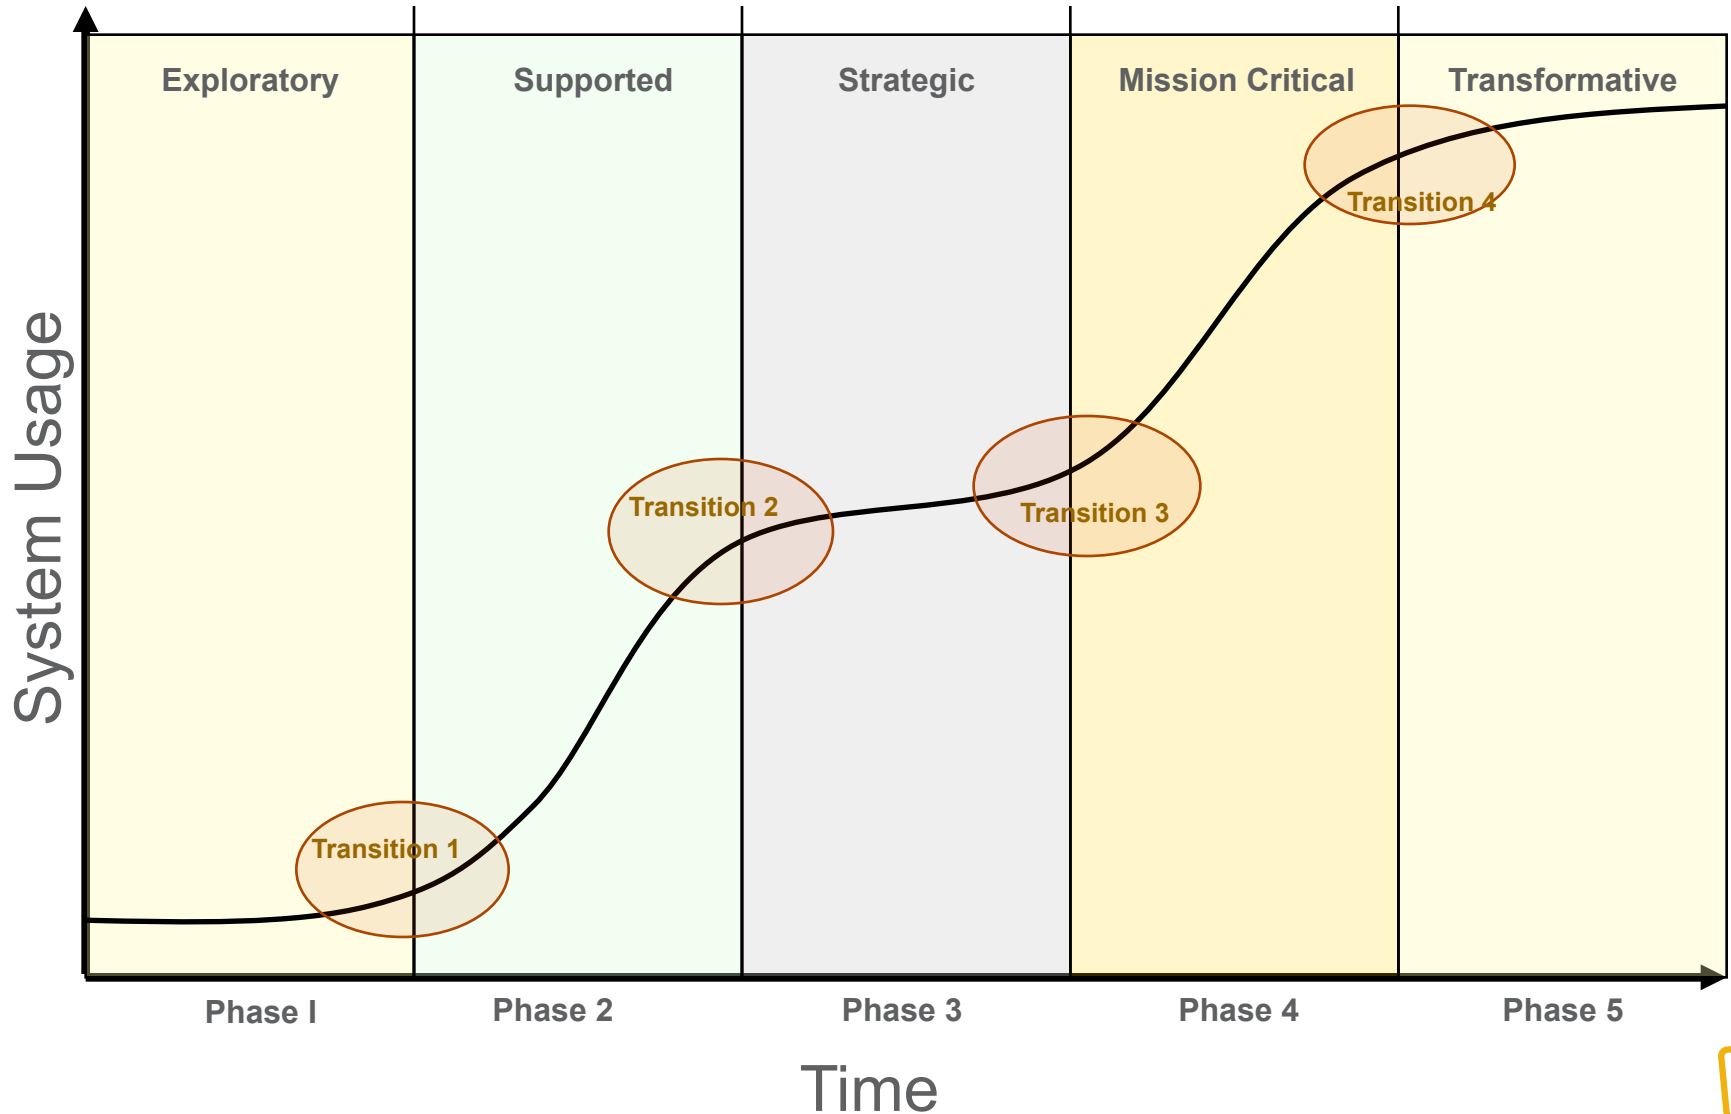 Exploratory
Supported
Strategic
Mission Critical
Transformative
Transition 4
Transition 2
Transition 3
Transition 1
System Usage
Phase I
Phase 2
Phase 3
Phase 4
Phase 5
Time